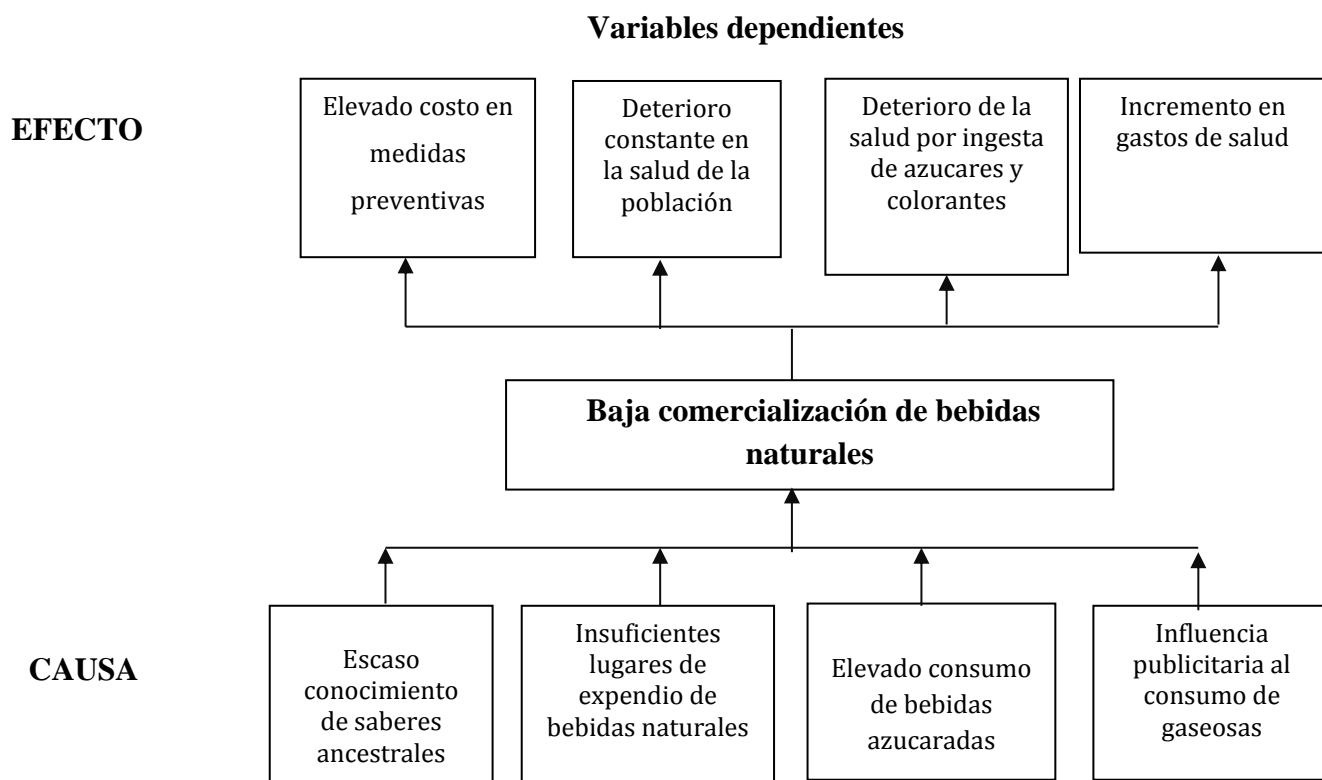 Variables dependientes
EFECTO
Elevado costo en
medidas
preventivas
Deterioro
constante en
la salud de la
población
Deterioro de la
salud por ingesta
de azucares y
colorantes
Incremento en
gastos de salud
Baja comercialización de bebidas
naturales
CAUSA
Escaso
conocimiento
de saberes
ancestrales
Insuficientes
lugares de
expendio de
bebidas naturales
Elevado consumo
de bebidas
azucaradas
Influencia
publicitaria al
consumo de
gaseosas